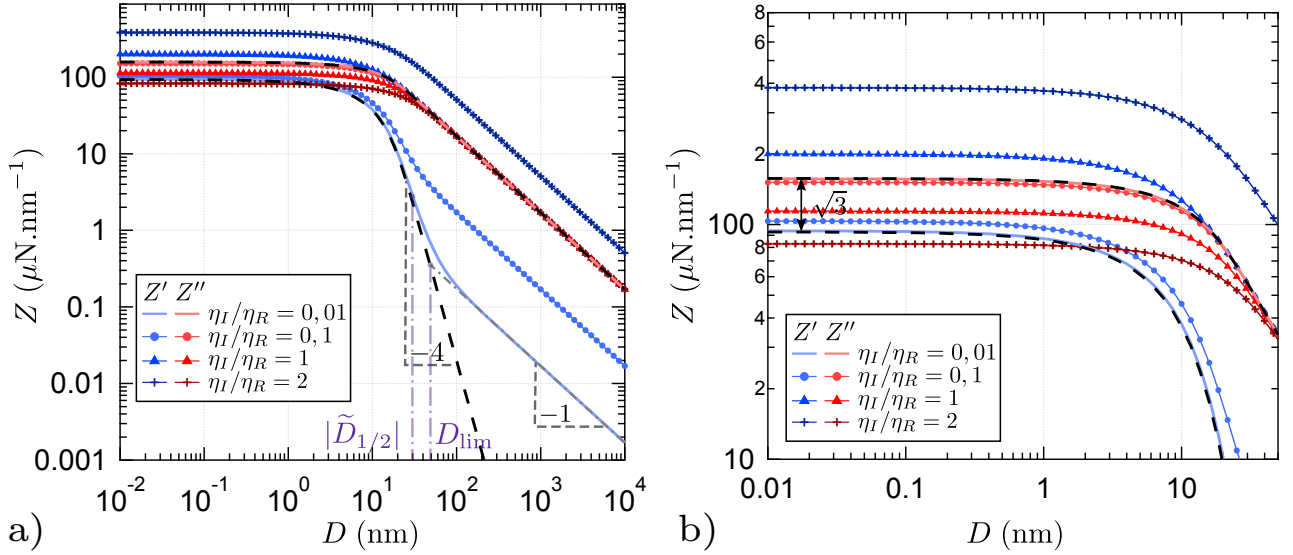 Z (μN.nm⁻¹)
100
10
1
0.1
0.01
0.001
Z′ Z″
η_I/η_R = 0,01
η_I/η_R = 0,1
η_I/η_R = 1
η_I/η_R = 2
−4
−1
|D̃_{1/2}|
D_lim
10⁻² 10⁻¹ 10⁰ 10¹ 10² 10³ 10⁴
D (nm)
a)
Z (μN.nm⁻¹)
8
6
4
2
100
8
6
4
2
10
√3
Z′ Z″
η_I/η_R = 0,01
η_I/η_R = 0,1
η_I/η_R = 1
η_I/η_R = 2
0.01 0.1 1 10
D (nm)
b)